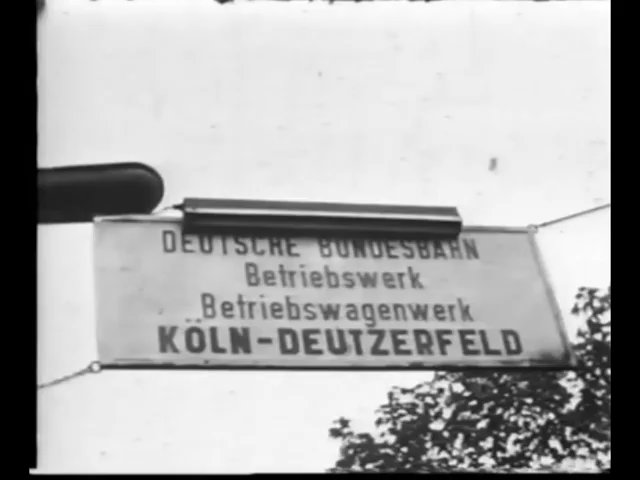 DEUTSCHE BUNDESBAHN
Betriebswerk
Betriebswagenwerk
KÖLN-DEUTZERFELD